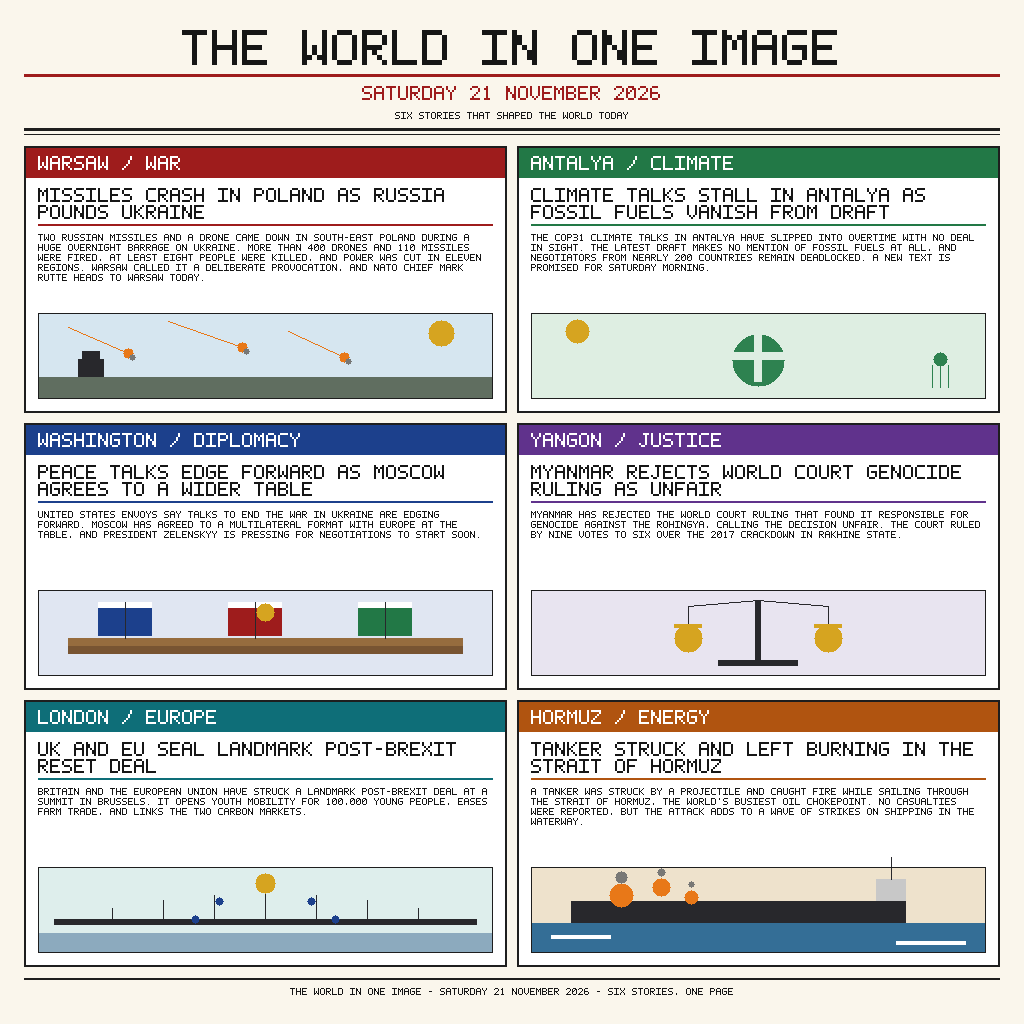 THE WORLD IN ONE IMAGE
SATURDAY 21 NOVEMBER 2026
SIX STORIES THAT SHAPED THE WORLD TODAY
WARSAW / WAR
MISSILES CRASH IN POLAND AS RUSSIA
POUNDS UKRAINE
TWO RUSSIAN MISSILES AND A DRONE CAME DOWN IN SOUTH-EAST POLAND DURING A
HUGE OVERNIGHT BARRAGE ON UKRAINE. MORE THAN 400 DRONES AND 110 MISSILES
WERE FIRED. AT LEAST EIGHT PEOPLE WERE KILLED, AND POWER WAS CUT IN ELEVEN
REGIONS. WARSAW CALLED IT A DELIBERATE PROVOCATION, AND NATO CHIEF MARK
RUTTE HEADS TO WARSAW TODAY.
ANTALYA / CLIMATE
CLIMATE TALKS STALL IN ANTALYA AS
FOSSIL FUELS VANISH FROM DRAFT
THE COP31 CLIMATE TALKS IN ANTALYA HAVE SLIPPED INTO OVERTIME WITH NO DEAL
IN SIGHT. THE LATEST DRAFT MAKES NO MENTION OF FOSSIL FUELS AT ALL, AND
NEGOTIATORS FROM NEARLY 200 COUNTRIES REMAIN DEADLOCKED. A NEW TEXT IS
PROMISED FOR SATURDAY MORNING.
WASHINGTON / DIPLOMACY
PEACE TALKS EDGE FORWARD AS MOSCOW
AGREES TO A WIDER TABLE
UNITED STATES ENVOYS SAY TALKS TO END THE WAR IN UKRAINE ARE EDGING
FORWARD. MOSCOW HAS AGREED TO A MULTILATERAL FORMAT WITH EUROPE AT THE
TABLE, AND PRESIDENT ZELENSKYY IS PRESSING FOR NEGOTIATIONS TO START SOON.
YANGON / JUSTICE
MYANMAR REJECTS WORLD COURT GENOCIDE
RULING AS UNFAIR
MYANMAR HAS REJECTED THE WORLD COURT RULING THAT FOUND IT RESPONSIBLE FOR
GENOCIDE AGAINST THE ROHINGYA, CALLING THE DECISION UNFAIR. THE COURT RULED
BY NINE VOTES TO SIX OVER THE 2017 CRACKDOWN IN RAKHINE STATE.
LONDON / EUROPE
UK AND EU SEAL LANDMARK POST-BREXIT
RESET DEAL
BRITAIN AND THE EUROPEAN UNION HAVE STRUCK A LANDMARK POST-BREXIT DEAL AT A
SUMMIT IN BRUSSELS. IT OPENS YOUTH MOBILITY FOR 100,000 YOUNG PEOPLE, EASES
FARM TRADE, AND LINKS THE TWO CARBON MARKETS.
HORMUZ / ENERGY
TANKER STRUCK AND LEFT BURNING IN THE
STRAIT OF HORMUZ
A TANKER WAS STRUCK BY A PROJECTILE AND CAUGHT FIRE WHILE SAILING THROUGH
THE STRAIT OF HORMUZ, THE WORLD'S BUSIEST OIL CHOKEPOINT. NO CASUALTIES
WERE REPORTED, BUT THE ATTACK ADDS TO A WAVE OF STRIKES ON SHIPPING IN THE
WATERWAY.
THE WORLD IN ONE IMAGE - SATURDAY 21 NOVEMBER 2026 - SIX STORIES, ONE PAGE